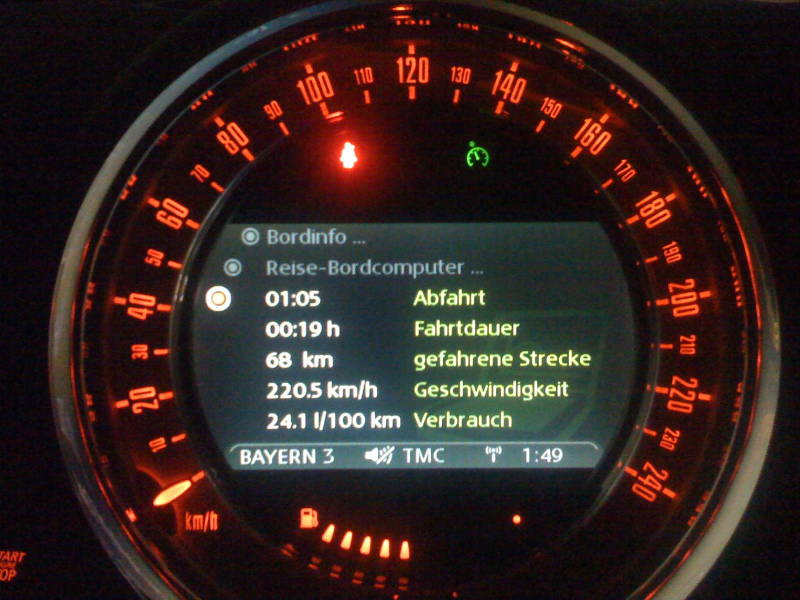 120
110
130
100
140
90
150
80
160
70
170
60
180
Bordinfo ...
50
190
Reise-Bordcomputer ...
40
01:05 Abfahrt
200
00:19 h Fahrtdauer
30
68 km gefahrene Strecke
210
20
220.5 km/h Geschwindigkeit
220
24.1 l/100 km Verbrauch
10
230
BAYERN 3 TMC 1:49
240
km/h